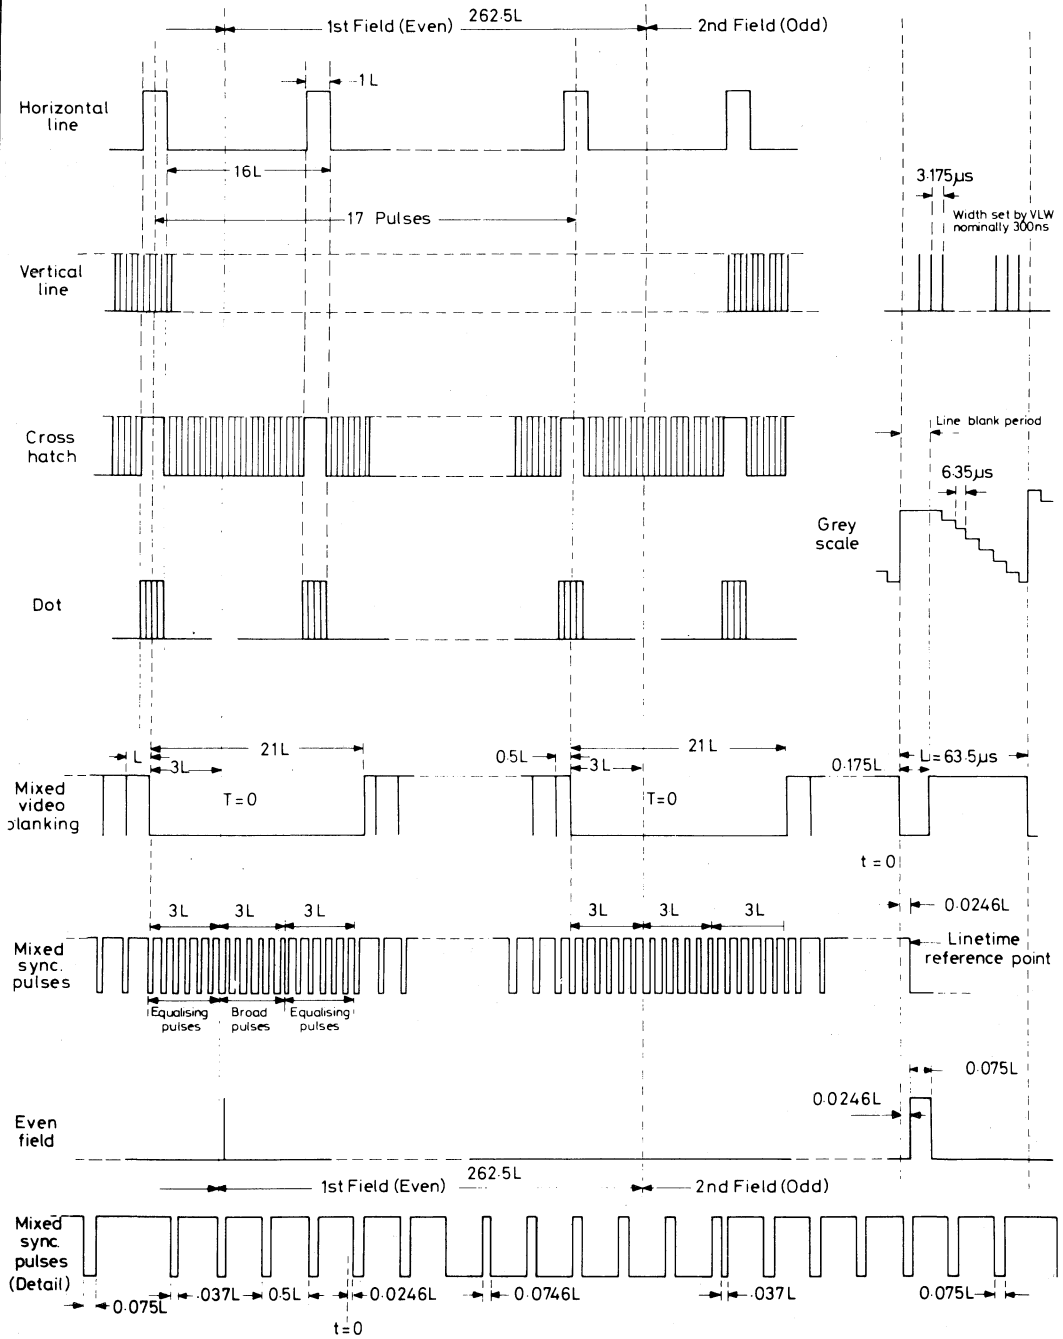 262·5L
1st Field (Even)
2nd Field (Odd)
·1L
Horizontal
line
16L
17 Pulses
3·175µs
Width set by VLW
nominally 300ns
Vertical
line
Line blank period
Cross
hatch
6·35µs
Grey
scale
Dot
21L
21L
L
3L
0·5L
3L
0·175L
L=63·5µs
Mixed
video
blanking
T=0
T=0
t=0
3L
3L
3L
3L
3L
3L
0·0246L
Mixed
sync.
pulses
Linetime
reference point
Equalising
pulses
Broad
pulses
Equalising
pulses
0·075L
0·0246L
Even
field
262·5L
1st Field (Even)
2nd Field (Odd)
Mixed
sync.
pulses
(Detail)
0·075L
·037L
0·5L
0·0246L
0·0746L
·037L
0·075L
t=0